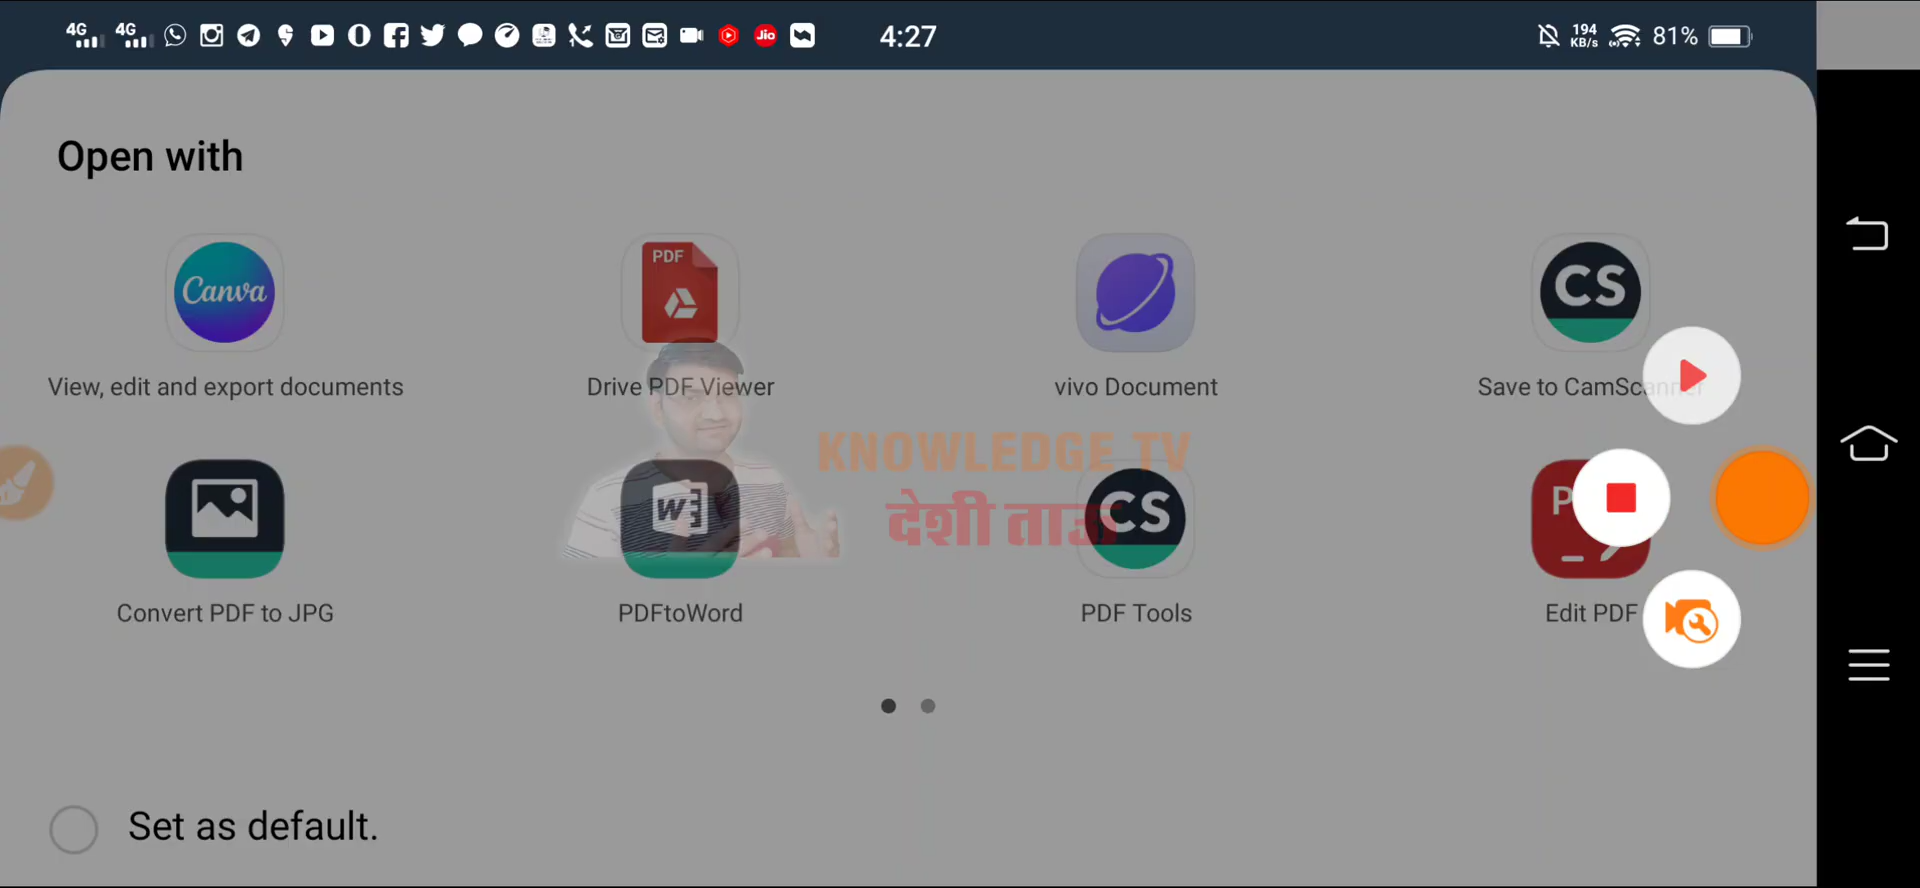 4G 4G 4:27 194 KB/s 81%
Jio
Open with
Canva
PDF
CS
View, edit and export documents
Drive PDF Viewer
vivo Document
Save to CamScanner
KNOWLEDGE TV
देशी ताऊ
W
CS
Convert PDF to JPG
PDFtoWord
PDF Tools
Edit PDF
Set as default.